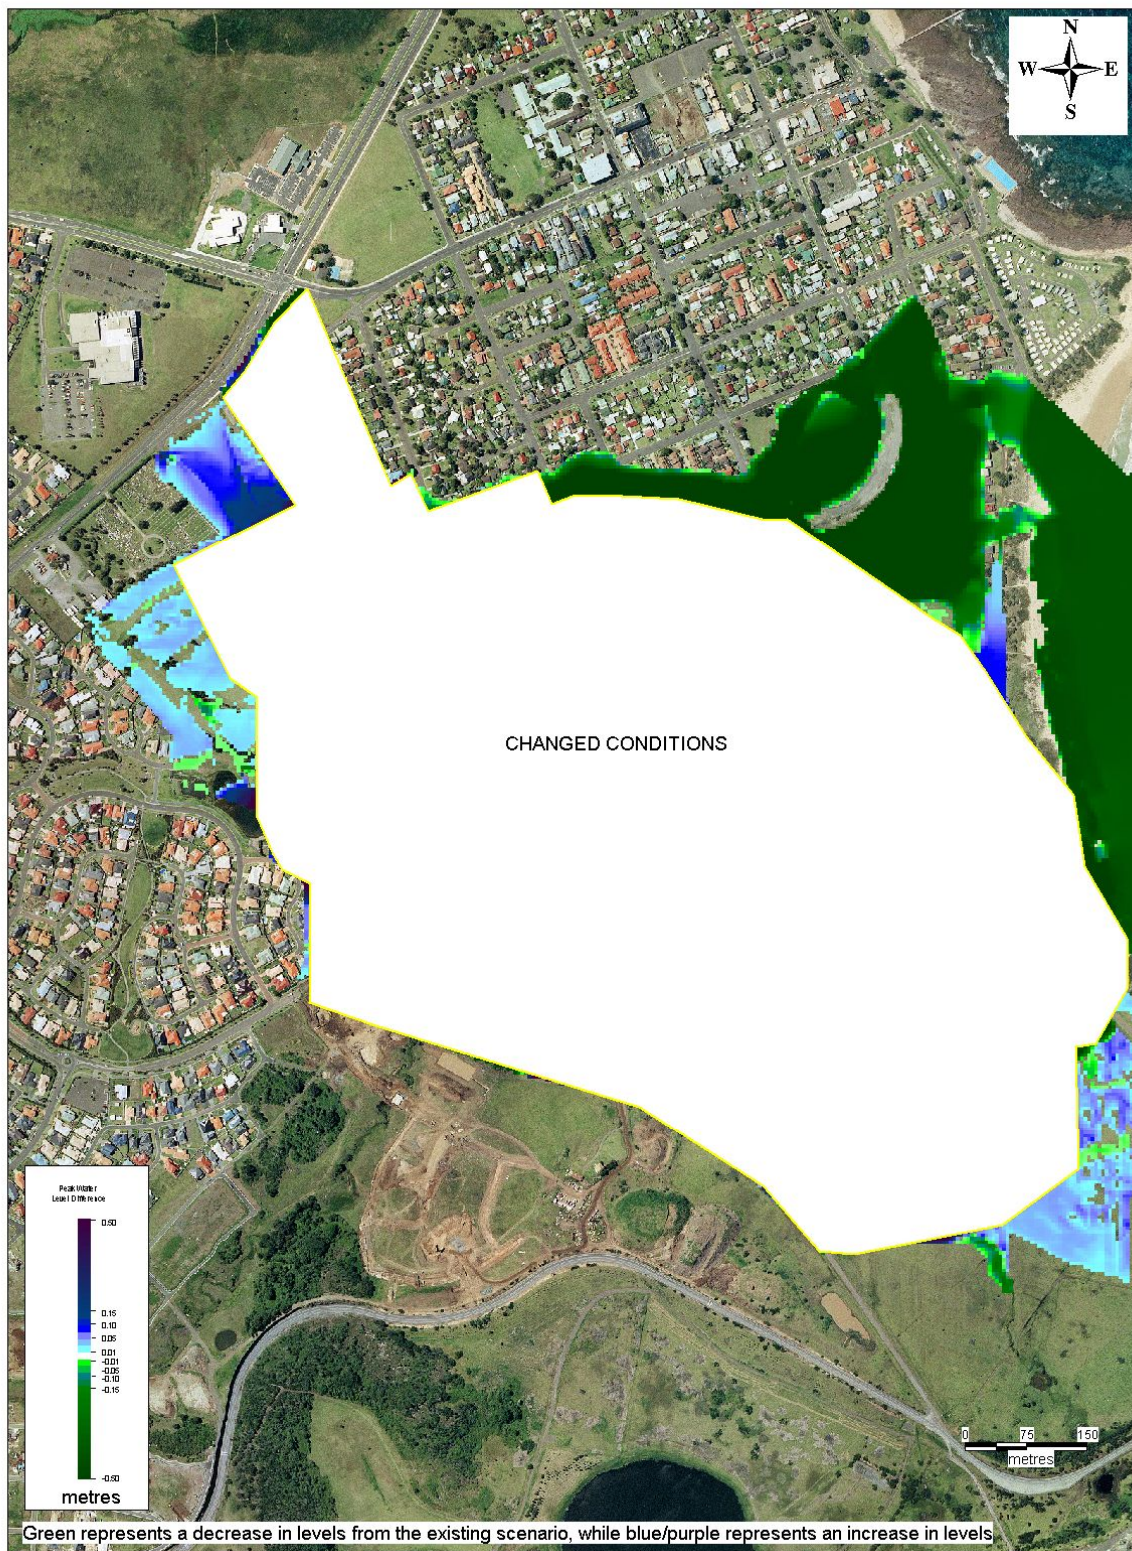 N
W E
S
CHANGED CONDITIONS
Peak Water
Level Difference
0.50
0.15
0.10
0.05
0.01
-0.01
-0.05
-0.10
-0.15
-0.50
metres
0 75 150
metres
Green represents a decrease in levels from the existing scenario, while blue/purple represents an increase in levels